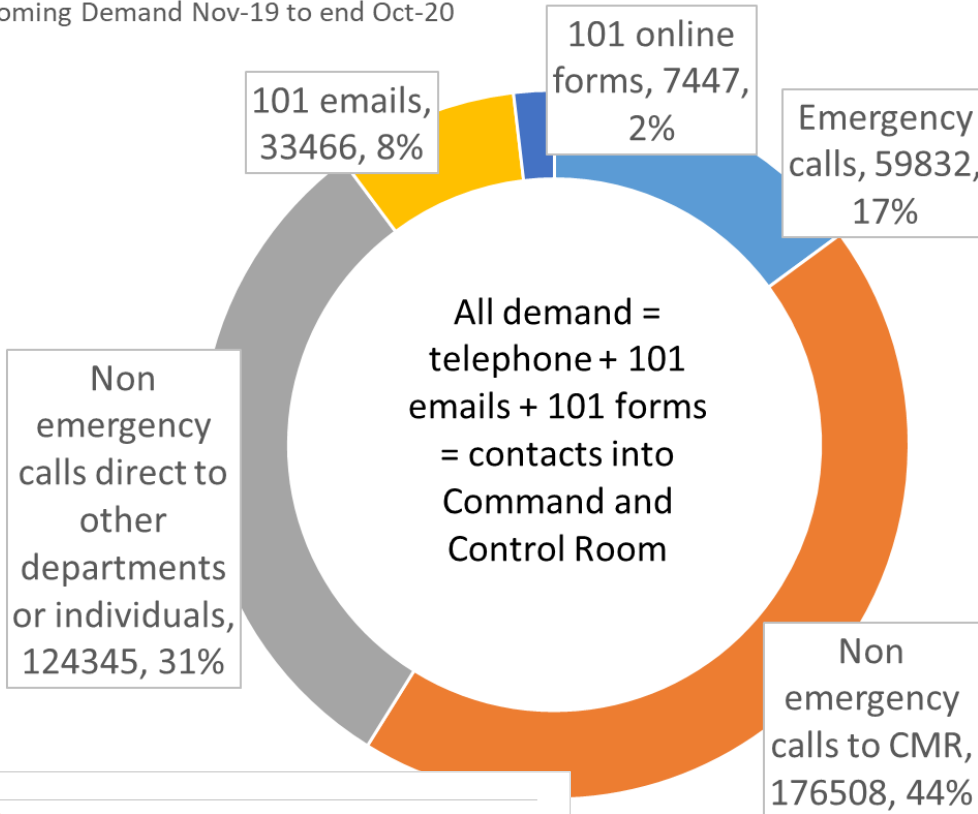 oming Demand Nov-19 to end Oct-20
101 online
forms, 7447,
2%
101 emails,
33466, 8%
Emergency
calls, 59832,
17%
All demand =
telephone + 101
emails + 101 forms
= contacts into
Command and
Control Room
Non
emergency
calls direct to
other
departments
or individuals,
124345, 31%
Non
emergency
calls to CMR,
176508, 44%